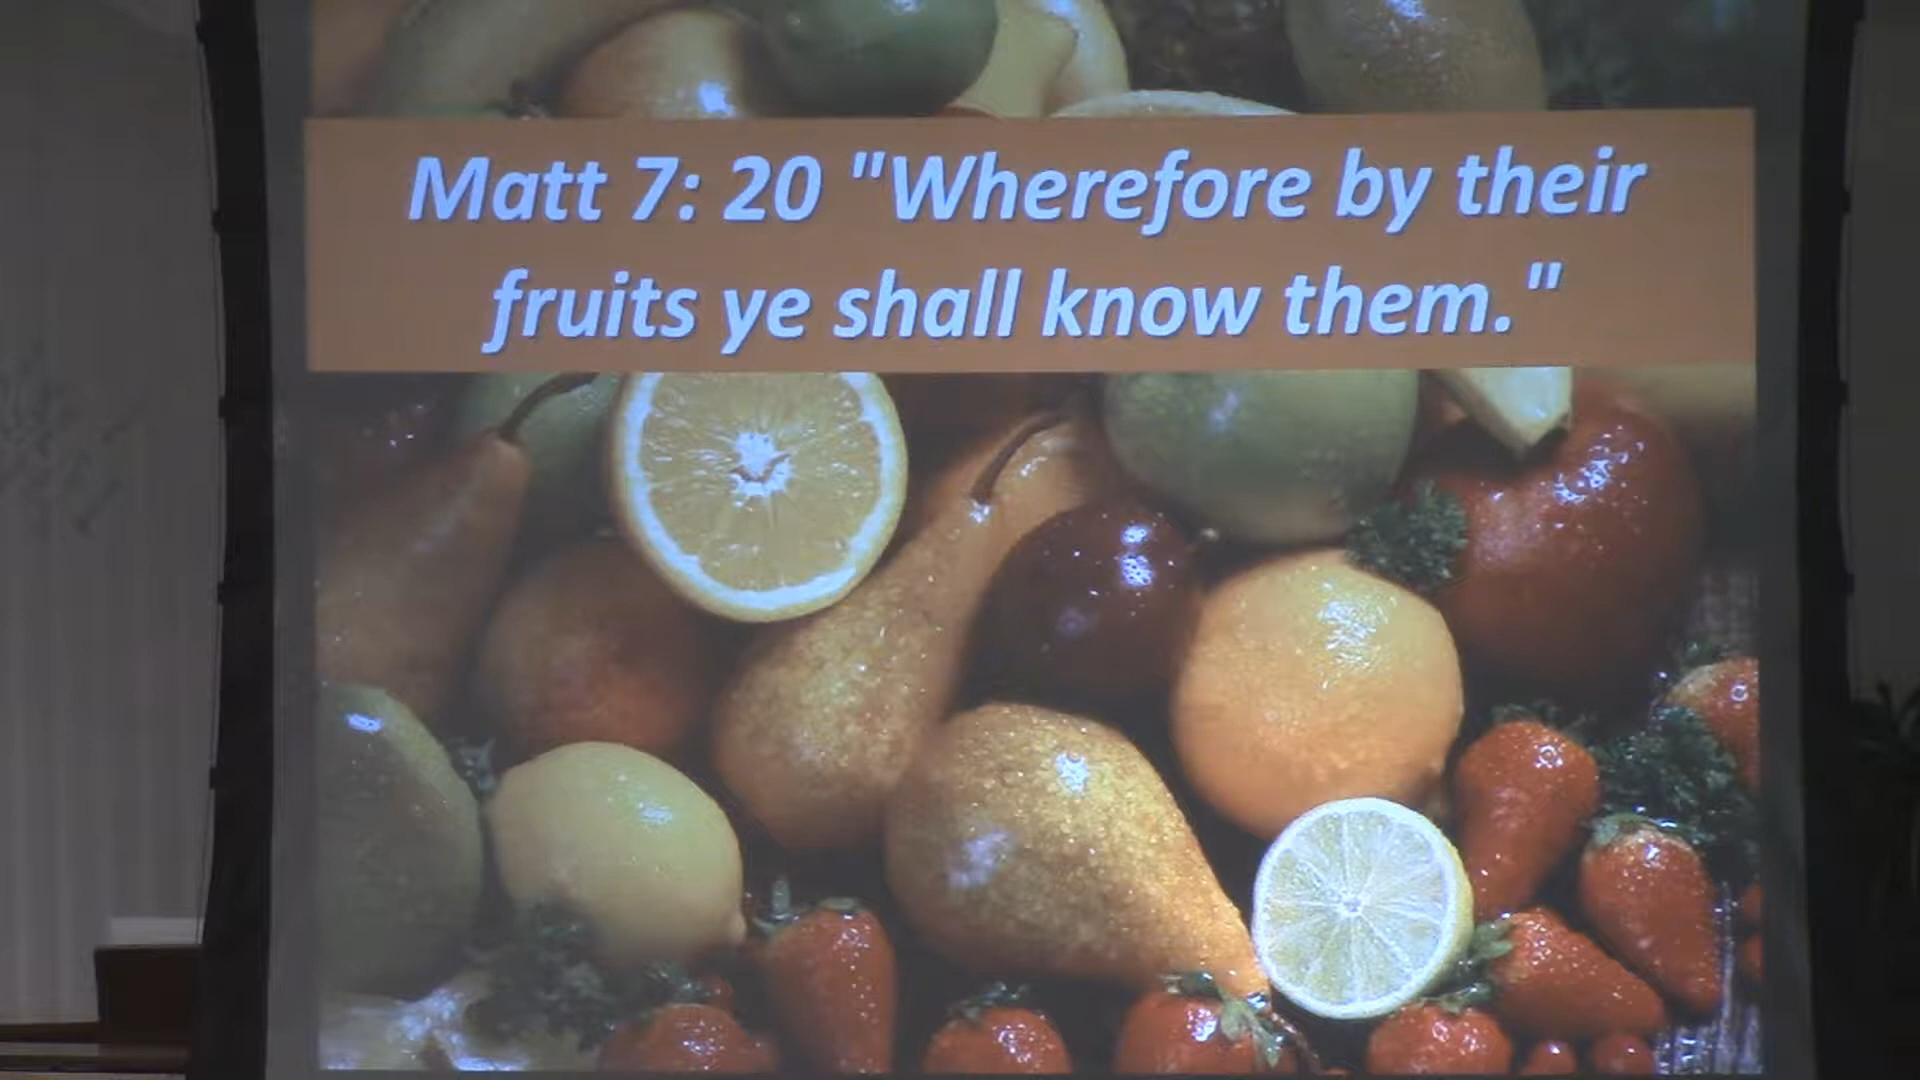 Matt 7: 20 "Wherefore by their
fruits ye shall know them."